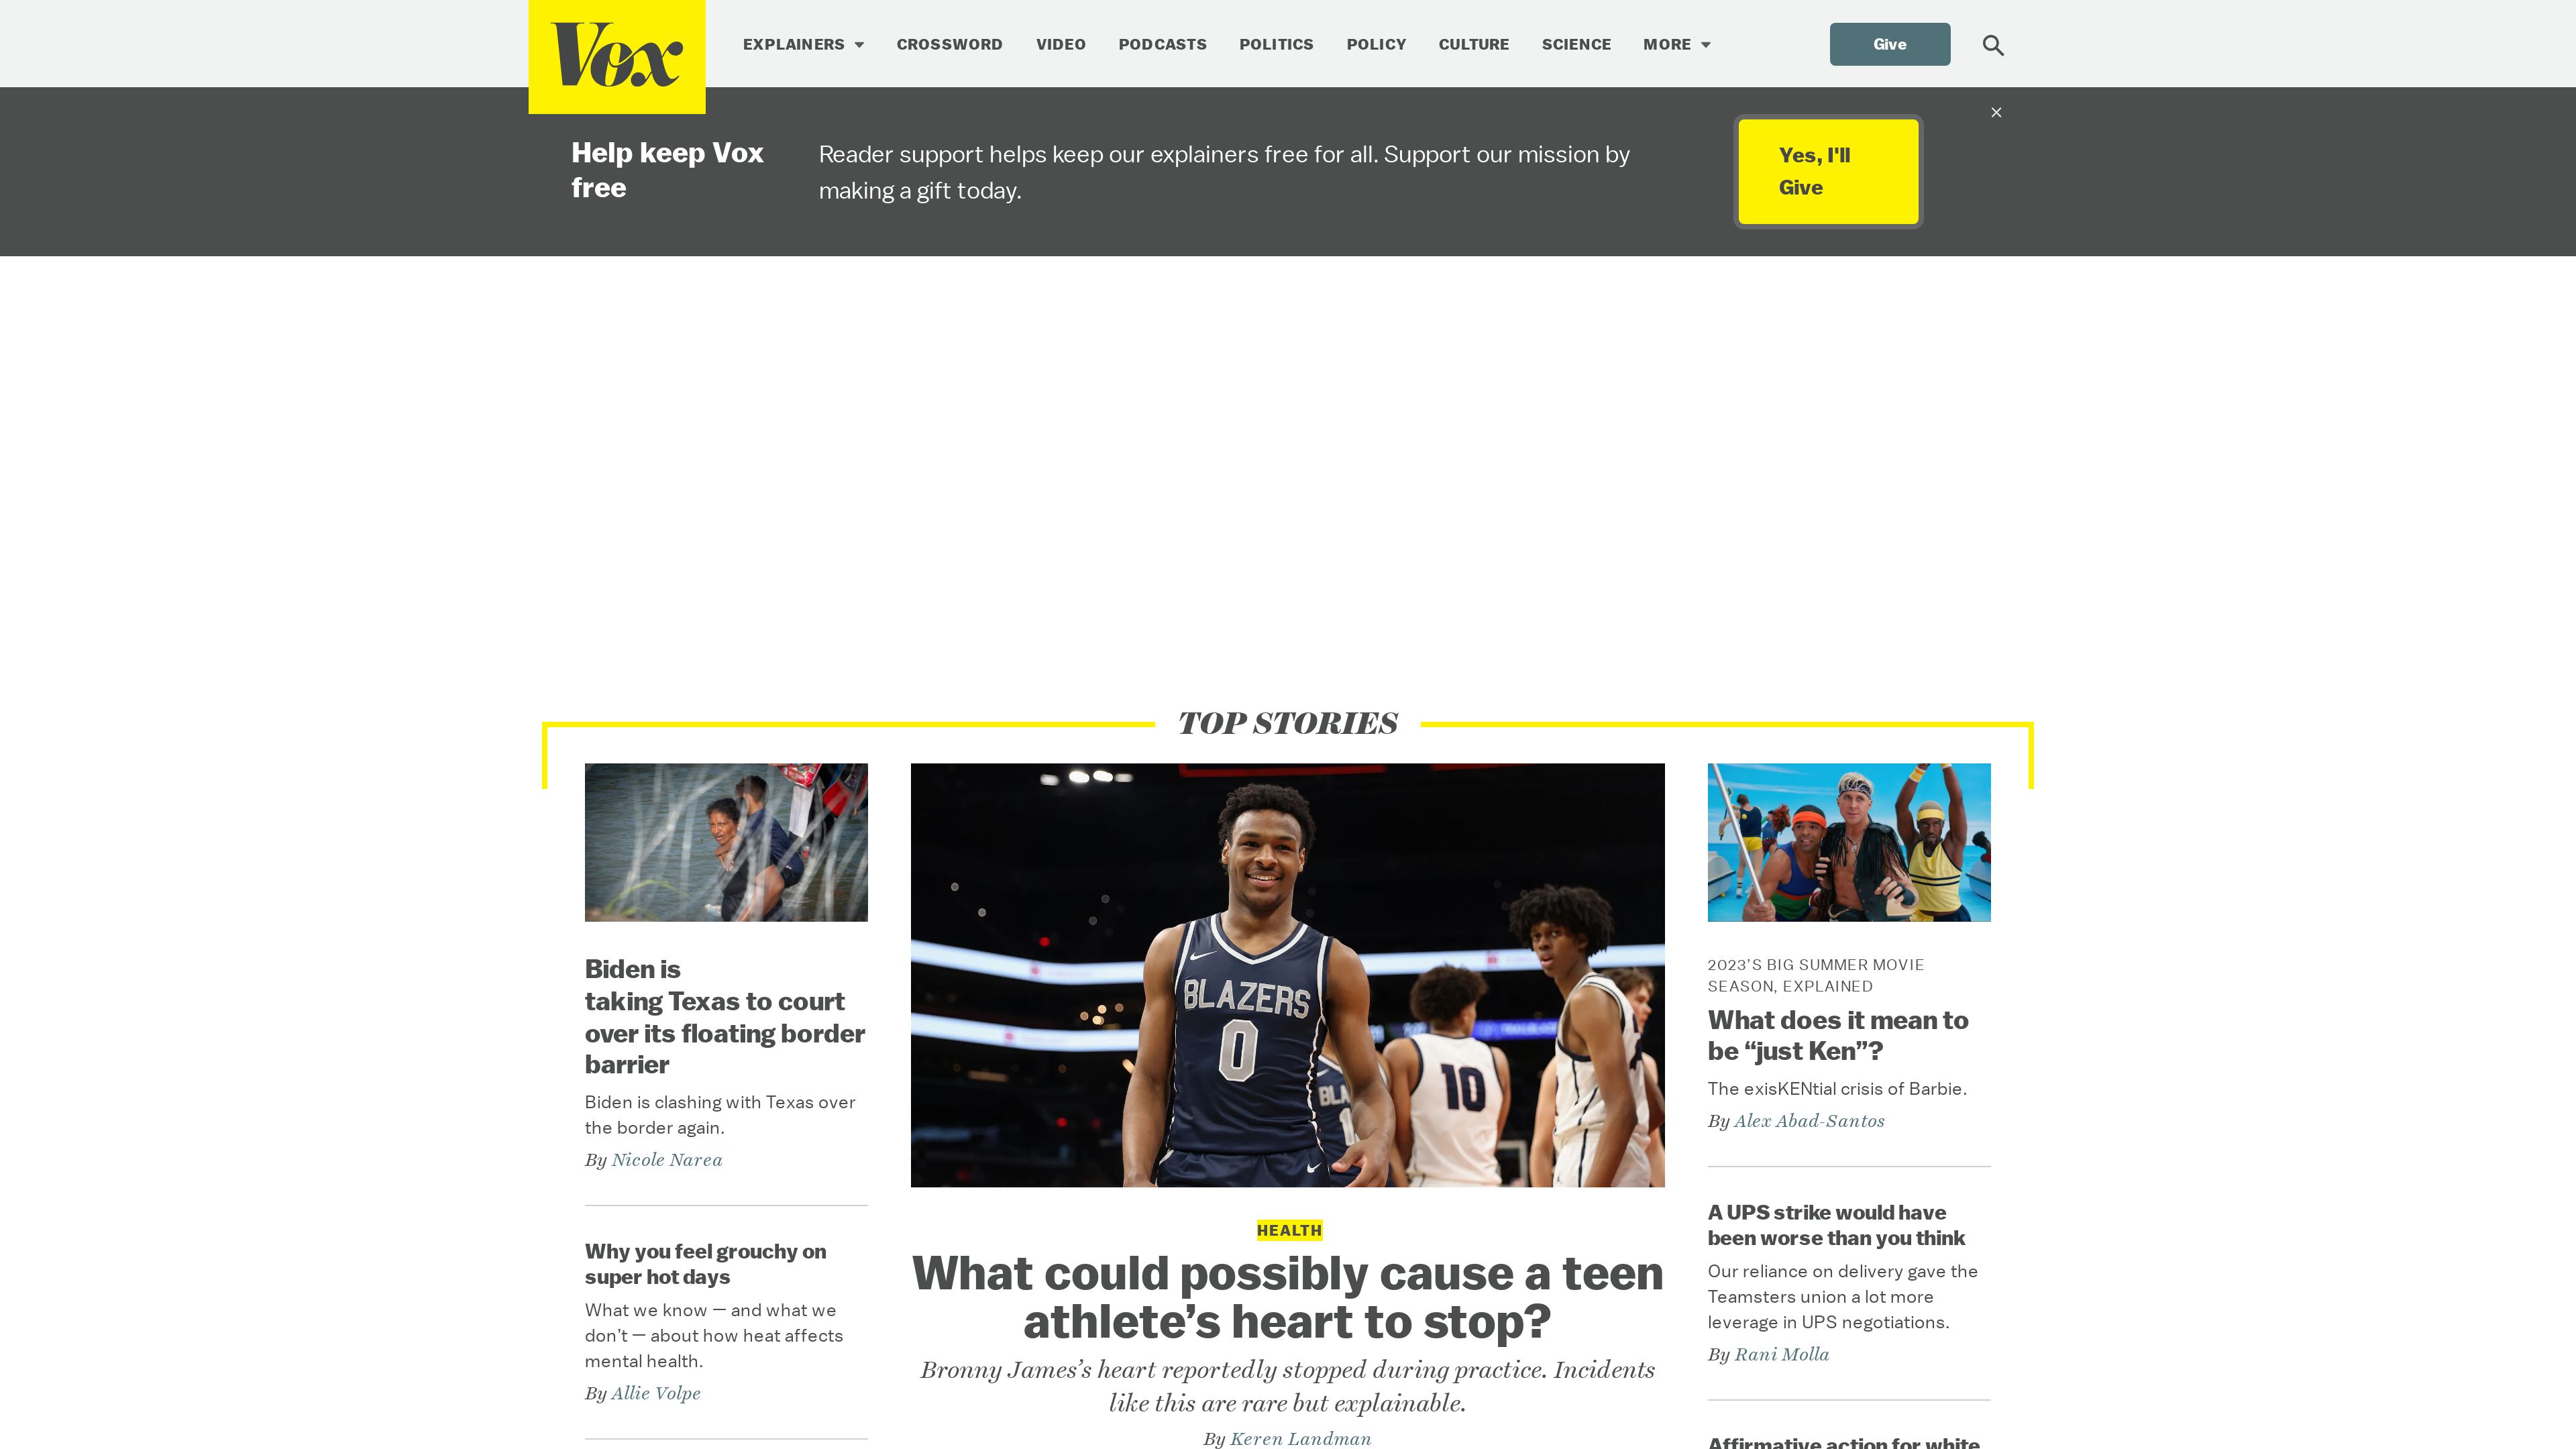 Vox
EXPLAINERS
CROSSWORD
VIDEO
PODCASTS
POLITICS
POLICY
CULTURE
SCIENCE
MORE
Give
Help keep Vox
free
Reader support helps keep our explainers free for all. Support our mission by
making a gift today.
Yes, I'll
Give
×
TOP STORIES
Biden is
taking Texas to court
over its floating border
barrier
Biden is clashing with Texas over
the border again.
By Nicole Narea
Why you feel grouchy on
super hot days
What we know — and what we
don’t — about how heat affects
mental health.
By Allie Volpe
BLAZERS
0
10
HEALTH
What could possibly cause a teen
athlete’s heart to stop?
Bronny James’s heart reportedly stopped during practice. Incidents
like this are rare but explainable.
By Keren Landman
2023’S BIG SUMMER MOVIE
SEASON, EXPLAINED
What does it mean to
be “just Ken”?
The exisKENtial crisis of Barbie.
By Alex Abad-Santos
A UPS strike would have
been worse than you think
Our reliance on delivery gave the
Teamsters union a lot more
leverage in UPS negotiations.
By Rani Molla
Affirmative action for white